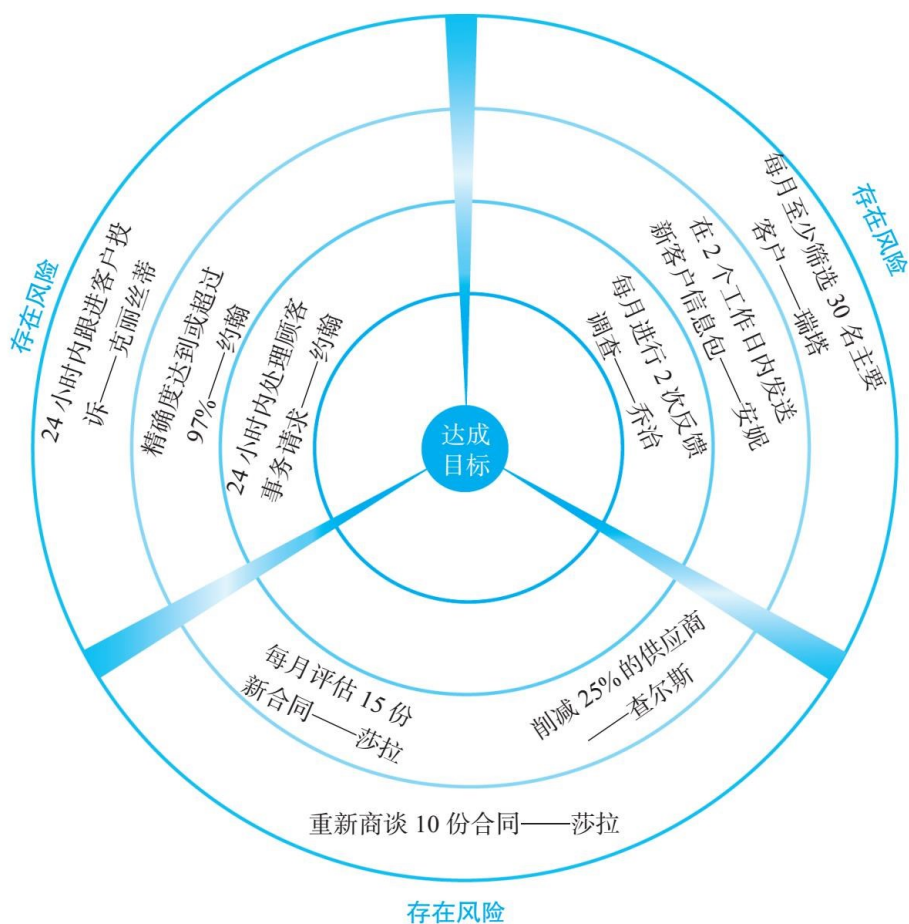 存在风险
24 小时内跟进客户投
诉——克丽丝蒂
精确度达到或超过
97%——约翰
24 小时内处理顾客
事务请求——约翰
达成
目标
每月进行 2 次反馈
调查——乔治
在 2 个工作日内发送
新客户信息包——安妮
每月至少筛选 30 名主要
客户——瑞塔
存在风险
每月评估 15 份
新合同——莎拉
削减 25% 的供应商
——查尔斯
重新商谈 10 份合同——莎拉
存在风险